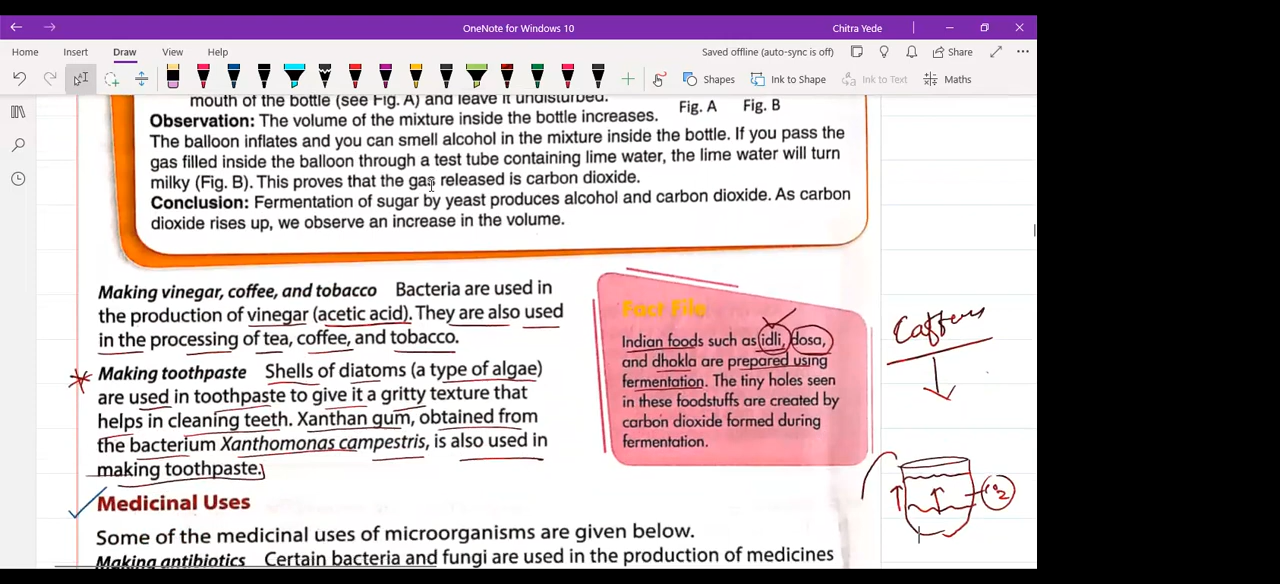 OneNote for Windows 10
Chitra Yede
Home Insert Draw View Help
Saved offline (auto-sync is off)
Share
Shapes
Ink to Shape
Ink to Text
Maths
mouth of the bottle (see Fig. A) and leave it undisturbed.
Fig. A Fig. B
Observation: The volume of the mixture inside the bottle increases.
The balloon inflates and you can smell alcohol in the mixture inside the bottle. If you pass the
gas filled inside the balloon through a test tube containing lime water, the lime water will turn
milky (Fig. B). This proves that the gas released is carbon dioxide.
Conclusion: Fermentation of sugar by yeast produces alcohol and carbon dioxide. As carbon
dioxide rises up, we observe an increase in the volume.
Making vinegar, coffee, and tobacco Bacteria are used in
the production of vinegar (acetic acid). They are also used
in the processing of tea, coffee, and tobacco.
Making toothpaste Shells of diatoms (a type of algae)
are used in toothpaste to give it a gritty texture that
helps in cleaning teeth. Xanthan gum, obtained from
the bacterium Xanthomonas campestris, is also used in
making toothpaste.
Fact File
Indian foods such as idli, dosa,
and dhokla are prepared using
fermentation. The tiny holes seen
in these foodstuffs are created by
carbon dioxide formed during
fermentation.
Medicinal Uses
Some of the medicinal uses of microorganisms are given below.
Making antibiotics Certain bacteria and fungi are used in the production of medicines